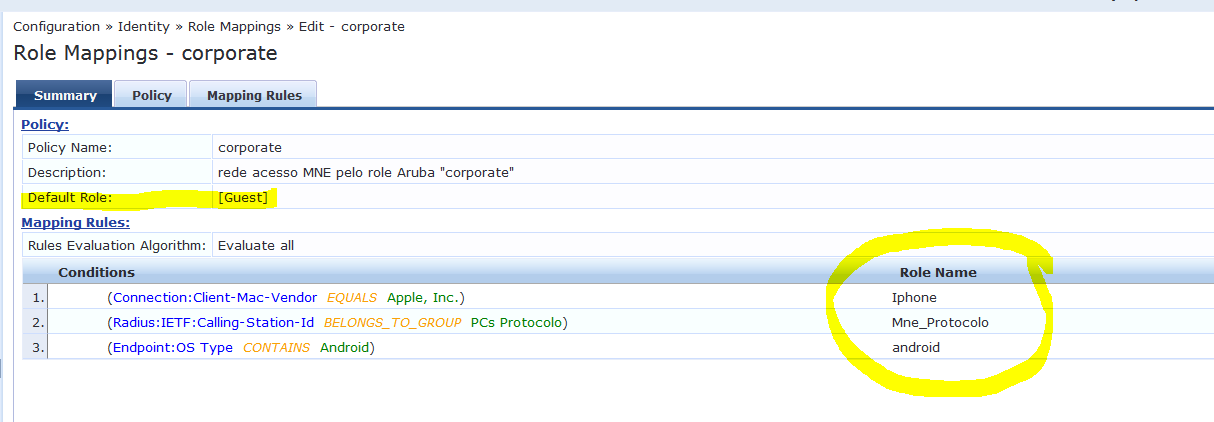 Configuration » Identity » Role Mappings » Edit - corporate
Role Mappings - corporate
Summary Policy Mapping Rules
Policy:
Policy Name: corporate
Description: rede acesso MNE pelo role Aruba "corporate"
Default Role: [Guest]
Mapping Rules:
Rules Evaluation Algorithm: Evaluate all
Conditions Role Name
1. (Connection:Client-Mac-Vendor EQUALS Apple, Inc.) Iphone
2. (Radius:IETF:Calling-Station-Id BELONGS_TO_GROUP PCs Protocolo) Mne_Protocolo
3. (Endpoint:OS Type CONTAINS Android) android